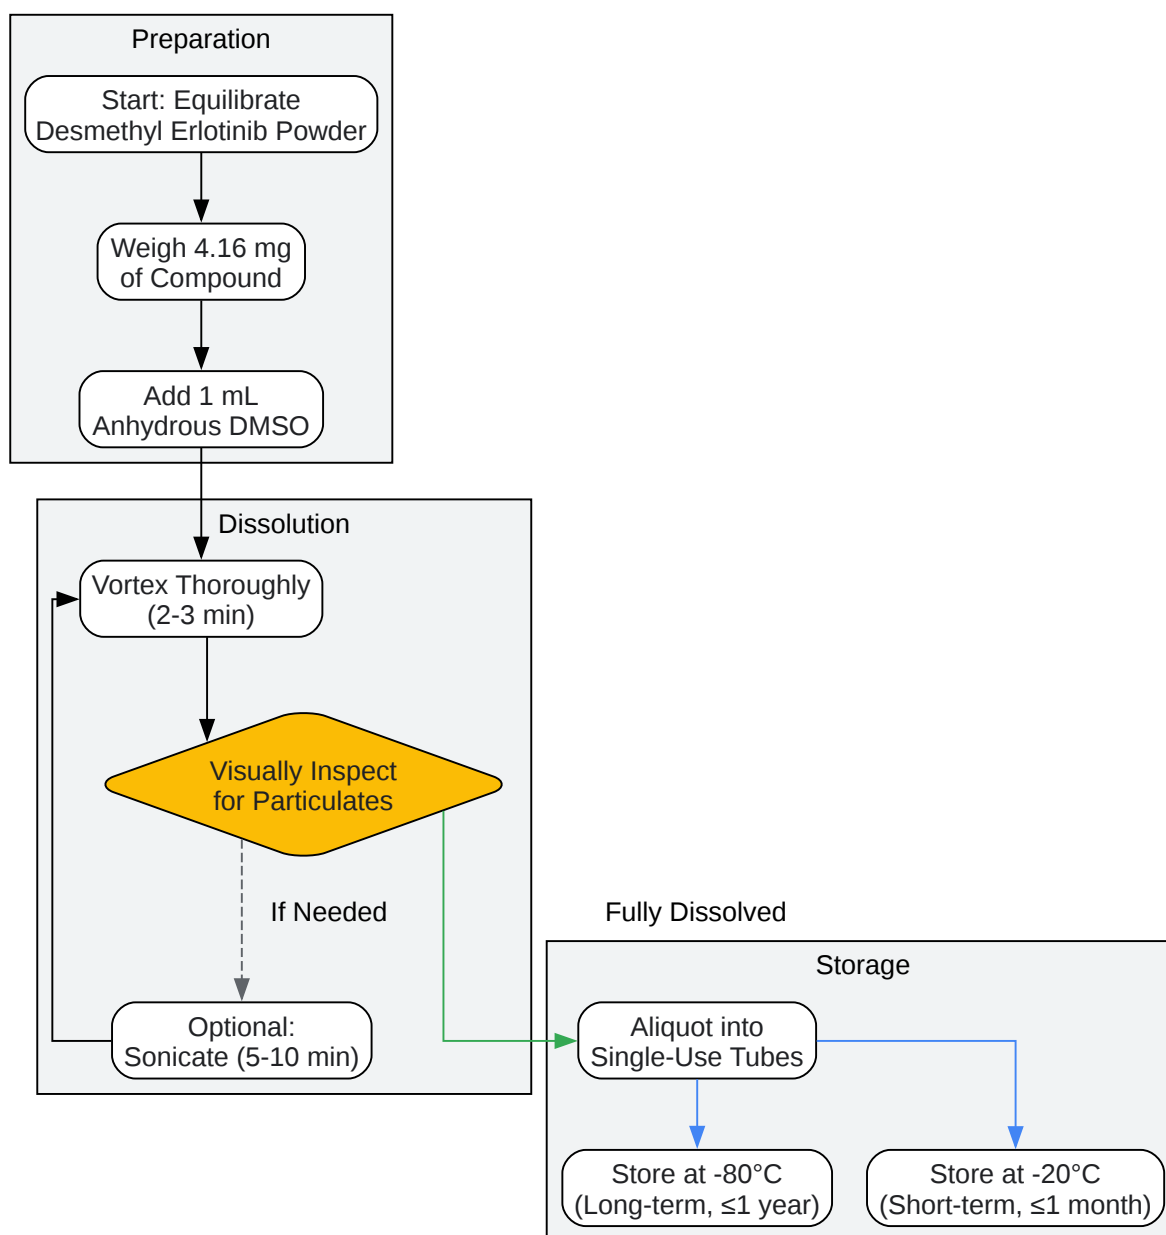 Preparation
Start: Equilibrate
Desmethyl Erlotinib Powder
Weigh 4.16 mg
of Compound
Add 1 mL
Anhydrous DMSO
Dissolution
Vortex Thoroughly
(2-3 min)
Visually Inspect
for Particulates
If Needed
Fully Dissolved
Optional:
Sonicate (5-10 min)
Storage
Aliquot into
Single-Use Tubes
Store at -80°C
(Long-term, ≤1 year)
Store at -20°C
(Short-term, ≤1 month)